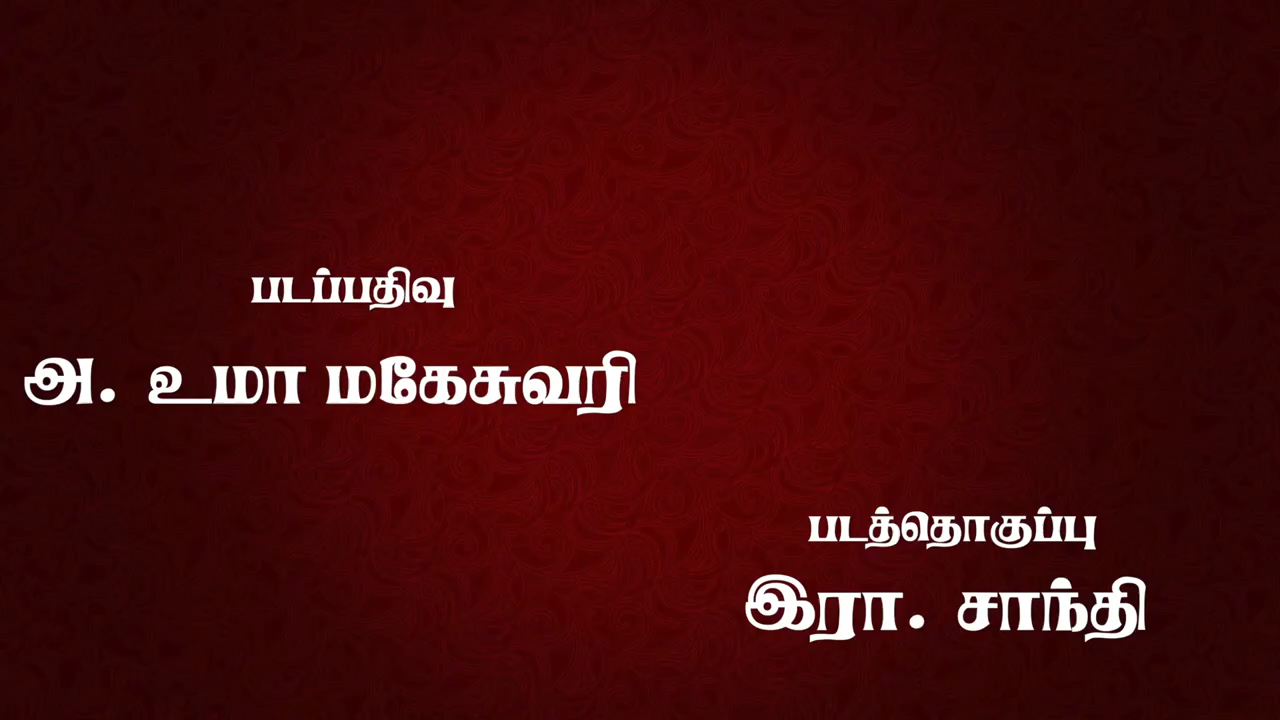 படப்பதிவு
அ. உமா மகேசுவரி
படத்தொகுப்பு
இரா. சாந்தி